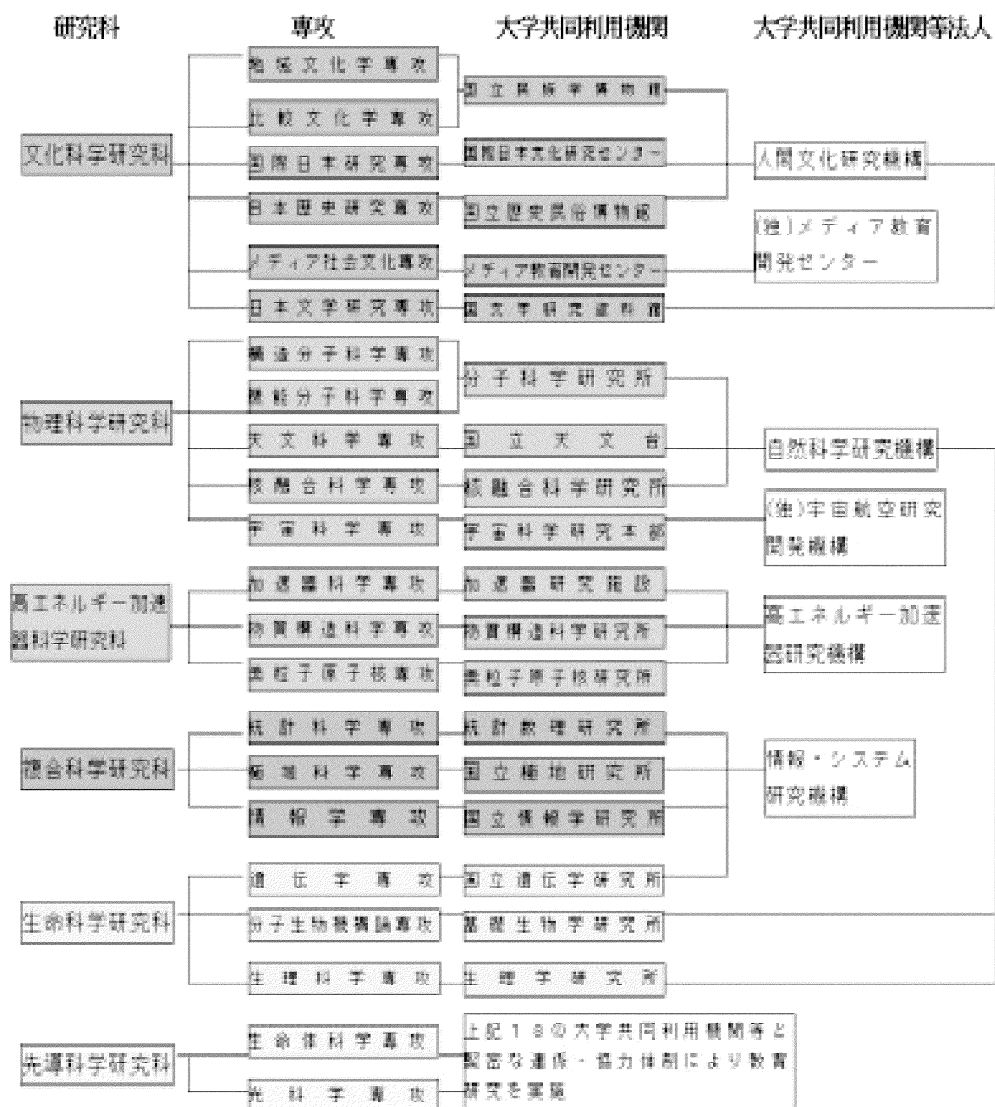 研究科 専攻 大学共同利用機関 大学共同利用機関等法人
文化科学研究科
地域文化学専攻
比較文化学専攻
国際日本研究専攻
日本歴史研究専攻
メディア社会文化専攻
日本文学研究専攻
国立民族学博物館
国際日本文化研究センター
国立歴史民俗博物館
メディア教育開発センター
国文学研究資料館
人間文化研究機構
(独)メディア教育
開発センター
物理科学研究科
構造分子科学専攻
機能分子科学専攻
天文科学専攻
核融合科学専攻
宇宙科学専攻
分子科学研究所
国立天文台
核融合科学研究所
宇宙科学研究本部
自然科学研究機構
(独)宇宙航空研究
開発機構
高エネルギー加速
器科学研究科
加速器科学専攻
物質構造科学専攻
素粒子原子核専攻
加速器研究施設
物質構造科学研究所
素粒子原子核研究所
高エネルギー加速
器研究機構
複合科学研究科
統計科学専攻
極域科学専攻
情報学専攻
統計数理研究所
国立極地研究所
国立情報学研究所
情報・システム
研究機構
生命科学研究科
遺伝学専攻
分子生物機構論専攻
生理科学専攻
国立遺伝学研究所
基礎生物学研究所
生理学研究所
先導科学研究科
生命体科学専攻
光科学専攻
上記18の大学共同利用機関等と
緊密な連係・協力体制により教育
研究を実施